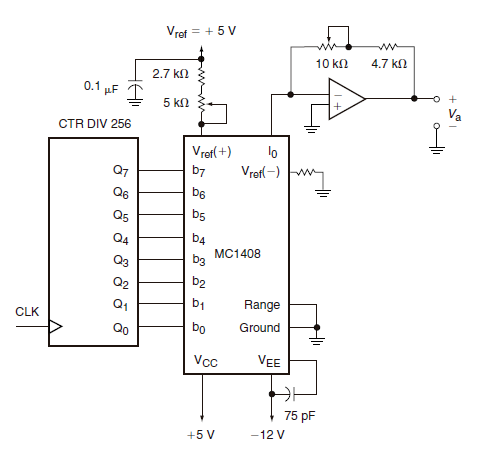 Vref = + 5 V
2.7 kΩ
0.1 μF
5 kΩ
10 kΩ
4.7 kΩ
−
+
+
Va
−
CTR DIV 256
Vref(+)
I0
Vref(−)
Q7
b7
Q6
b6
Q5
b5
Q4
b4
Q3
b3
MC1408
Q2
b2
Q1
b1
Range
CLK
Q0
b0
Ground
VCC
VEE
75 pF
+5 V
−12 V